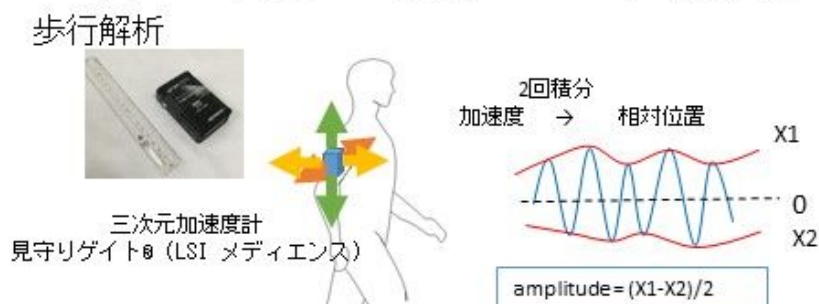 歩行解析
2回積分
加速度 → 相対位置
X1
0
X2
三次元加速度計
見守りゲイト® (LSI メディエンス)
amplitude=(X1-X2)/2